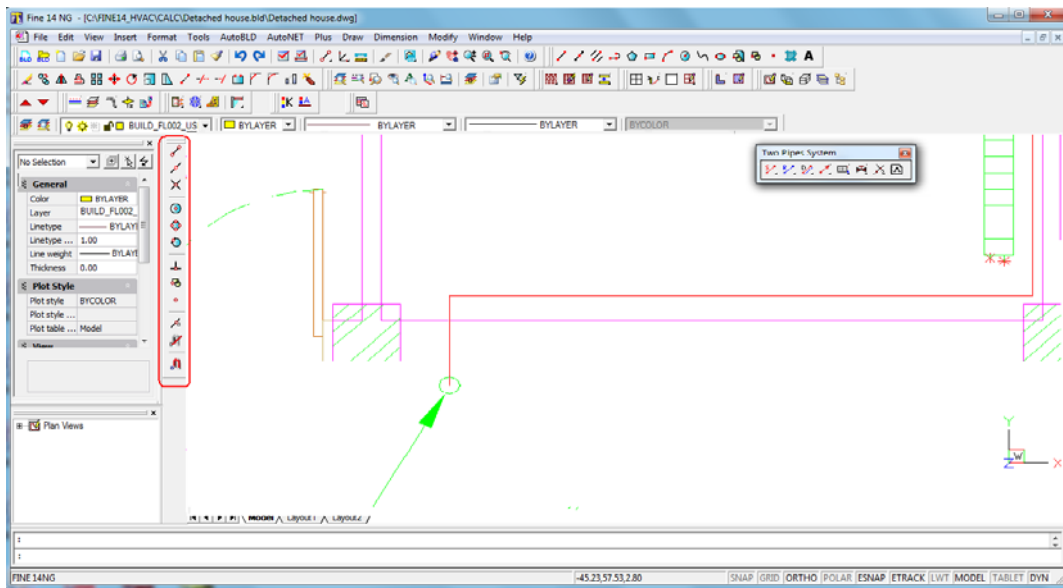 Fine 14 NG - [C:\FINE14_HVAC\CALC\Detached house.bld\Detached house.dwg]
File Edit View Insert Format Tools AutoBLD AutoNET Plus Draw Dimension Modify Window Help
BUILD_FL002_US BYLAYER BYLAYER BYLAYER BYCOLOR
No Selection
General
Color BYLAYER
Layer BUILD_FL002_
Linetype BYLAYE
Linetype ... 1.00
Line weight BYLAYE
Thickness 0.00
Plot Style
Plot style BYCOLOR
Plot style ...
Plot table ... Model
View
Plan Views
Two Pipes System
Y
W
Z X
Model Layout1 Layout2
:
:
FINE 14NG -45.23,57.53,2.80 SNAP GRID ORTHO POLAR ESNAP ETRACK LWT MODEL TABLET DYN